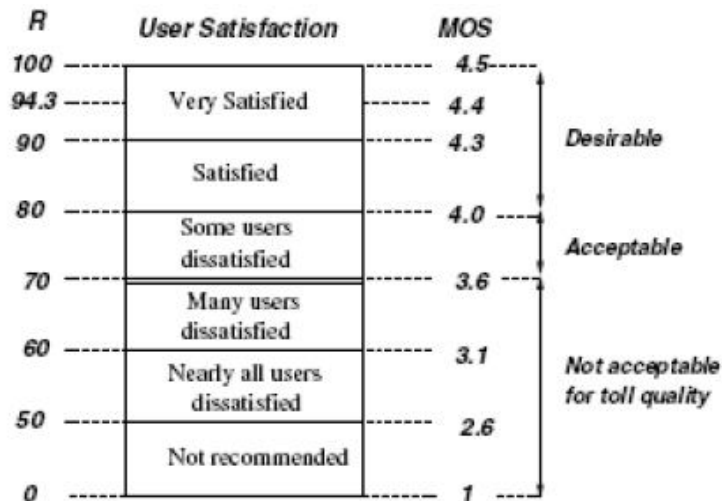 R User Satisfaction MOS
100 4.5
94.3 Very Satisfied 4.4
90 4.3
Desirable
Satisfied
80 4.0
Some users
dissatisfied
Acceptable
70 3.6
Many users
dissatisfied
60 3.1
Nearly all users
dissatisfied
Not acceptable
for toll quality
50 2.6
Not recommended
0 1